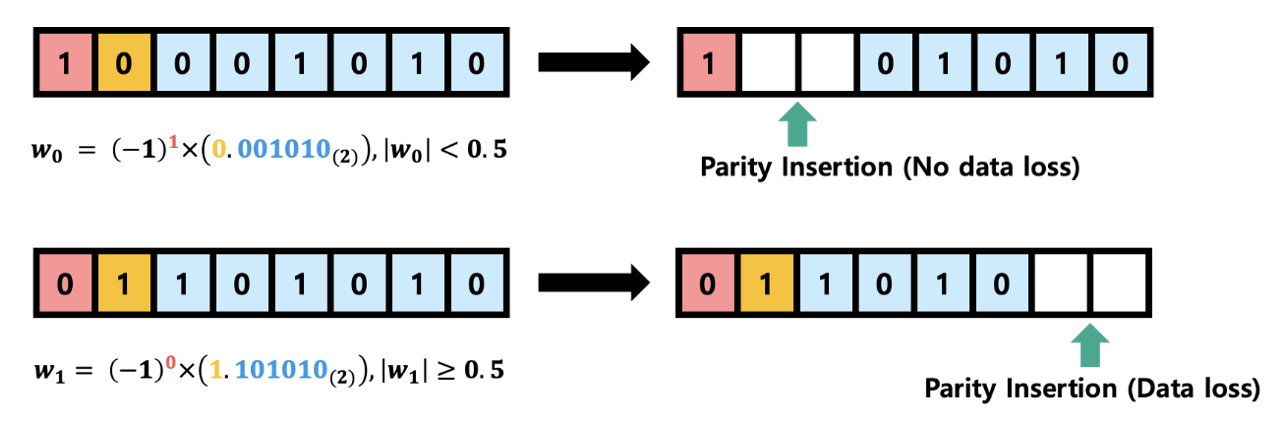 1 0 0 0 1 0 1 0
1 0 1 0 1 0
w₀ = (−1)¹×(0.001010₍₂₎), |w₀| < 0.5
Parity Insertion (No data loss)
0 1 1 0 1 0 1 0
0 1 1 0 1 0
w₁ = (−1)⁰×(1.101010₍₂₎), |w₁| ≥ 0.5
Parity Insertion (Data loss)